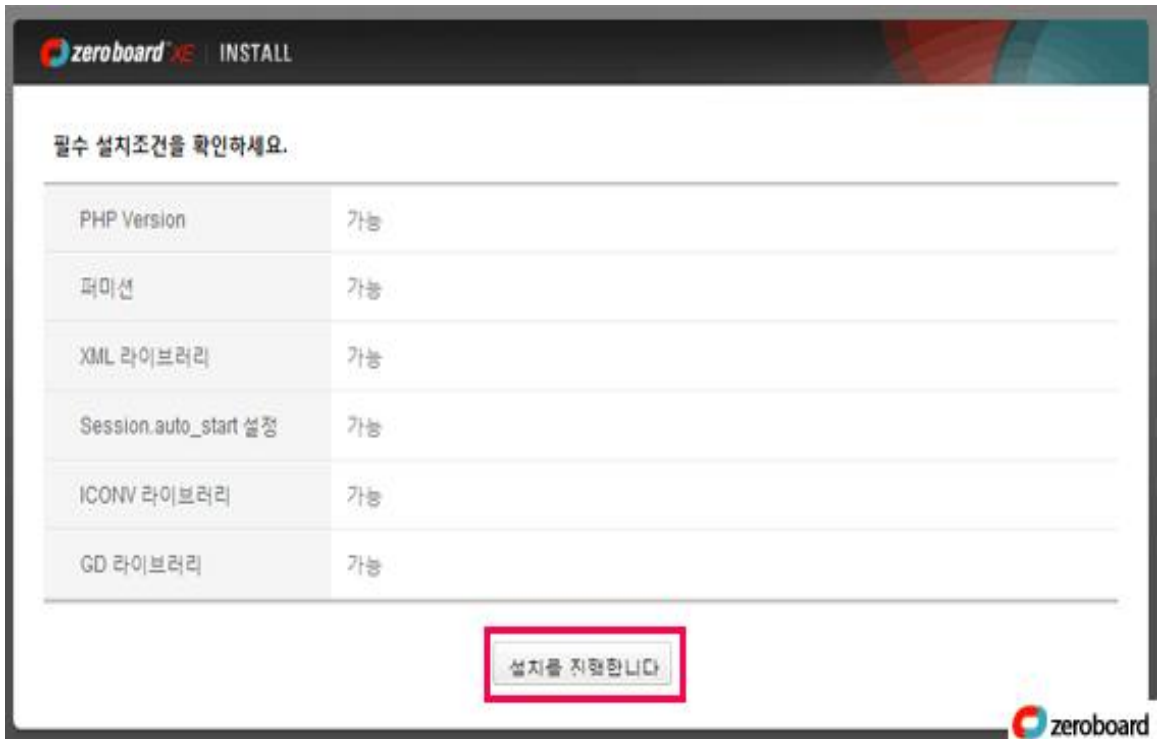 zeroboard XE INSTALL
필수 설치조건을 확인하세요.
PHP Version 가능
퍼미션 가능
XML 라이브러리 가능
Session.auto_start 설정 가능
ICONV 라이브러리 가능
GD 라이브러리 가능
설치를 진행합니다
zeroboard